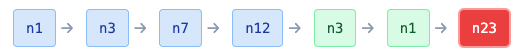 n1 → n3 → n7 → n12 → n3 → n1 → n23